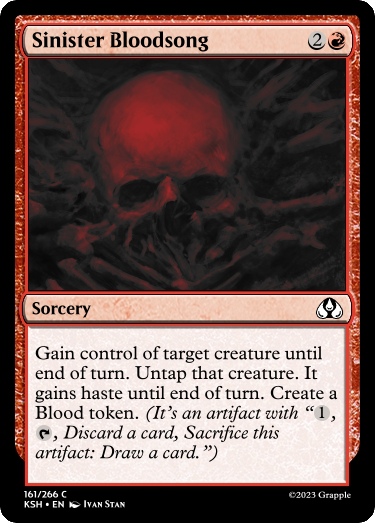 Sinister Bloodsong 2
Sorcery
Gain control of target creature until
end of turn. Untap that creature. It
gains haste until end of turn. Create a
Blood token. (It's an artifact with “1,
, Discard a card, Sacrifice this
artifact: Draw a card.”)
161/266 C
KSH • EN Ivan Stan
©2023 Grapple